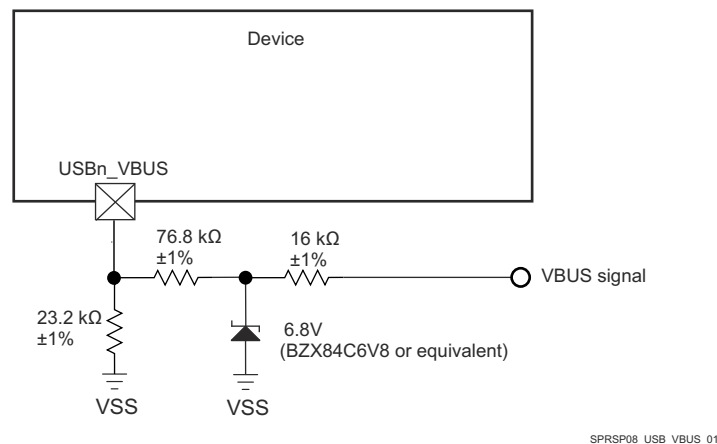 Device
USBn_VBUS
76.8 kΩ
±1%
16 kΩ
±1%
VBUS signal
23.2 kΩ
±1%
6.8V
(BZX84C6V8 or equivalent)
VSS
VSS
SPRSP08_USB_VBUS_01